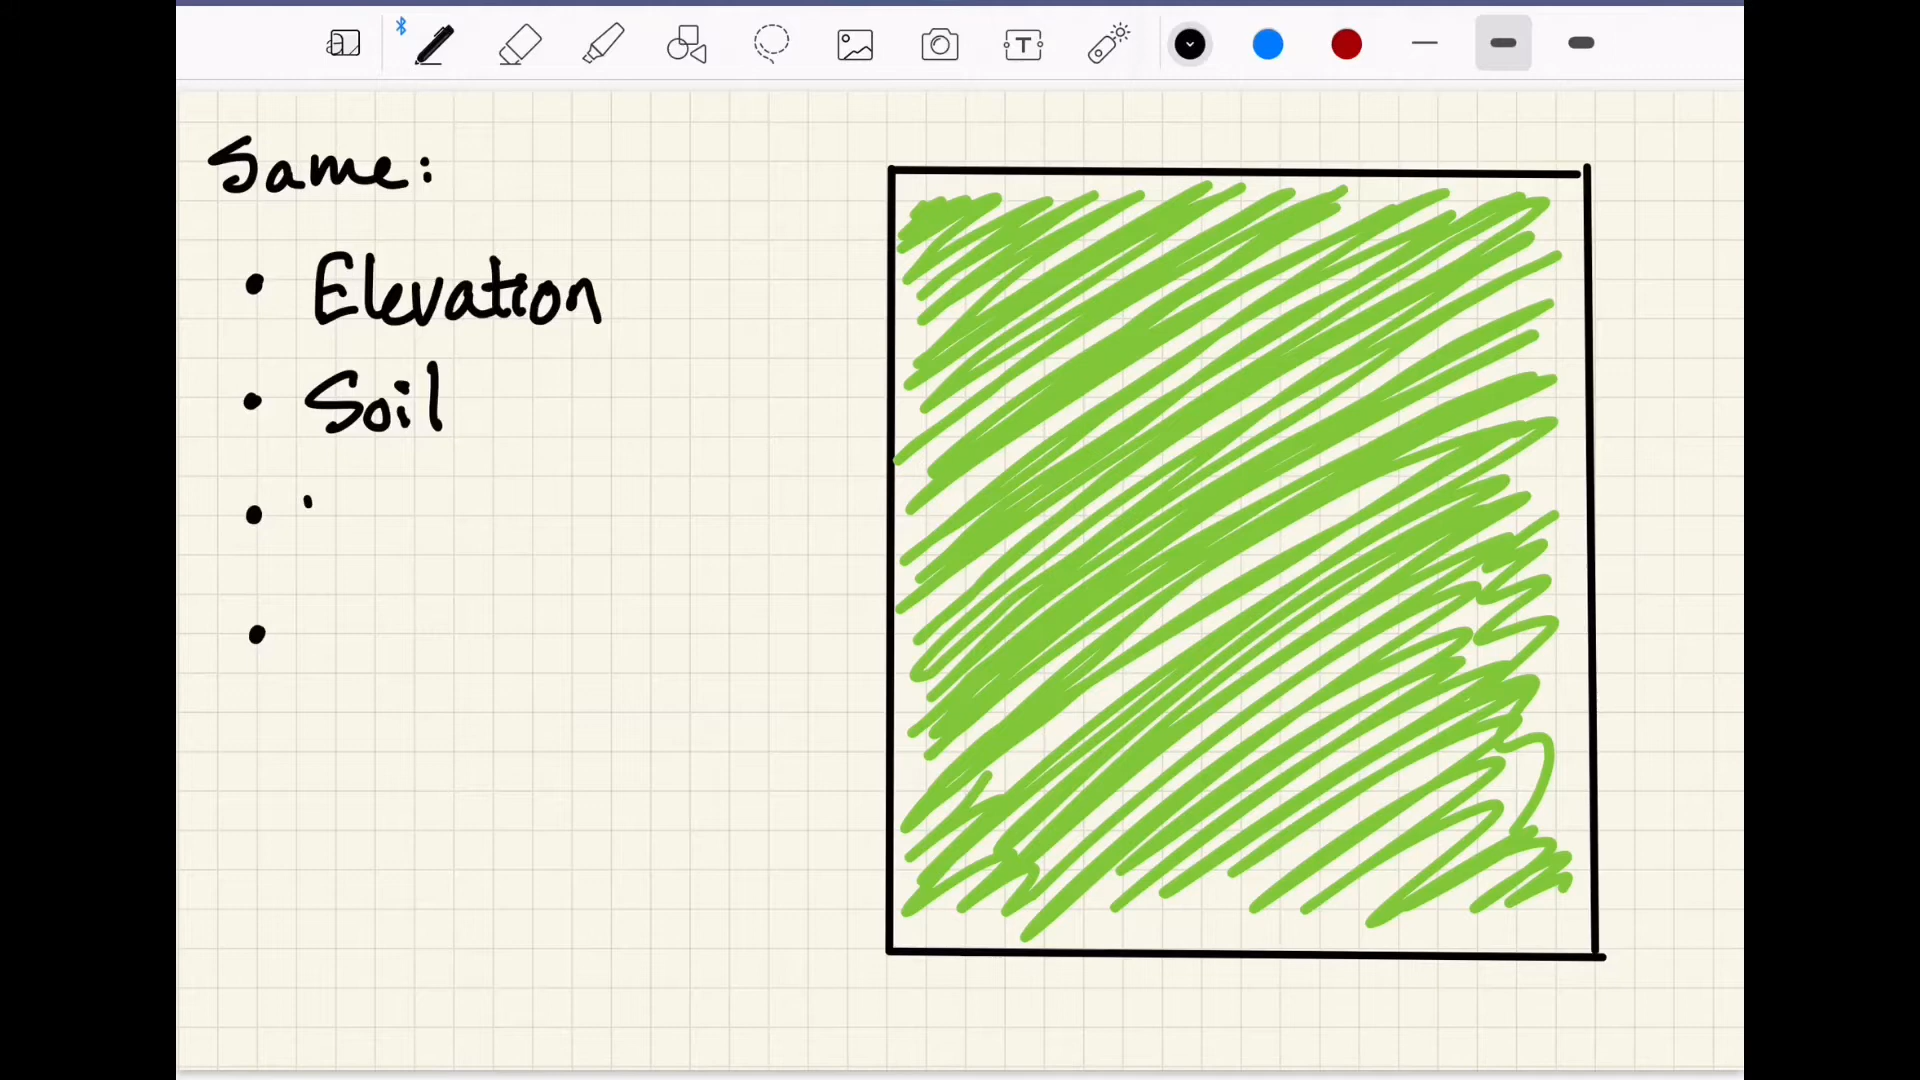 Same:
• Elevation
• Soil
•
•